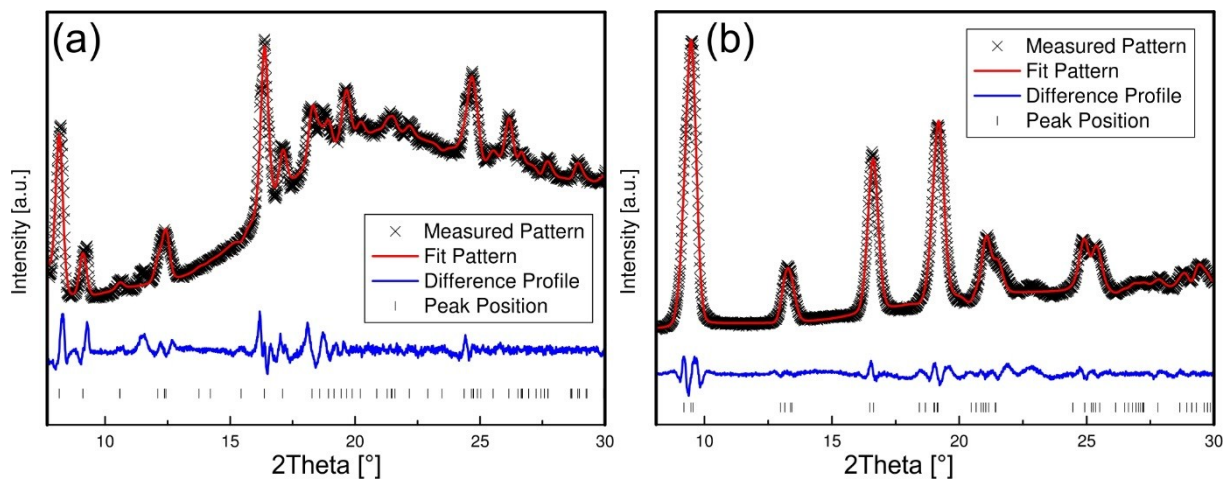 (a)
Measured Pattern
Fit Pattern
Difference Profile
Peak Position
Intensity [a.u.]
10 15 20 25 30
2Theta [°]
(b)
Measured Pattern
Fit Pattern
Difference Profile
Peak Position
Intensity [a.u.]
10 15 20 25 30
2Theta [°]